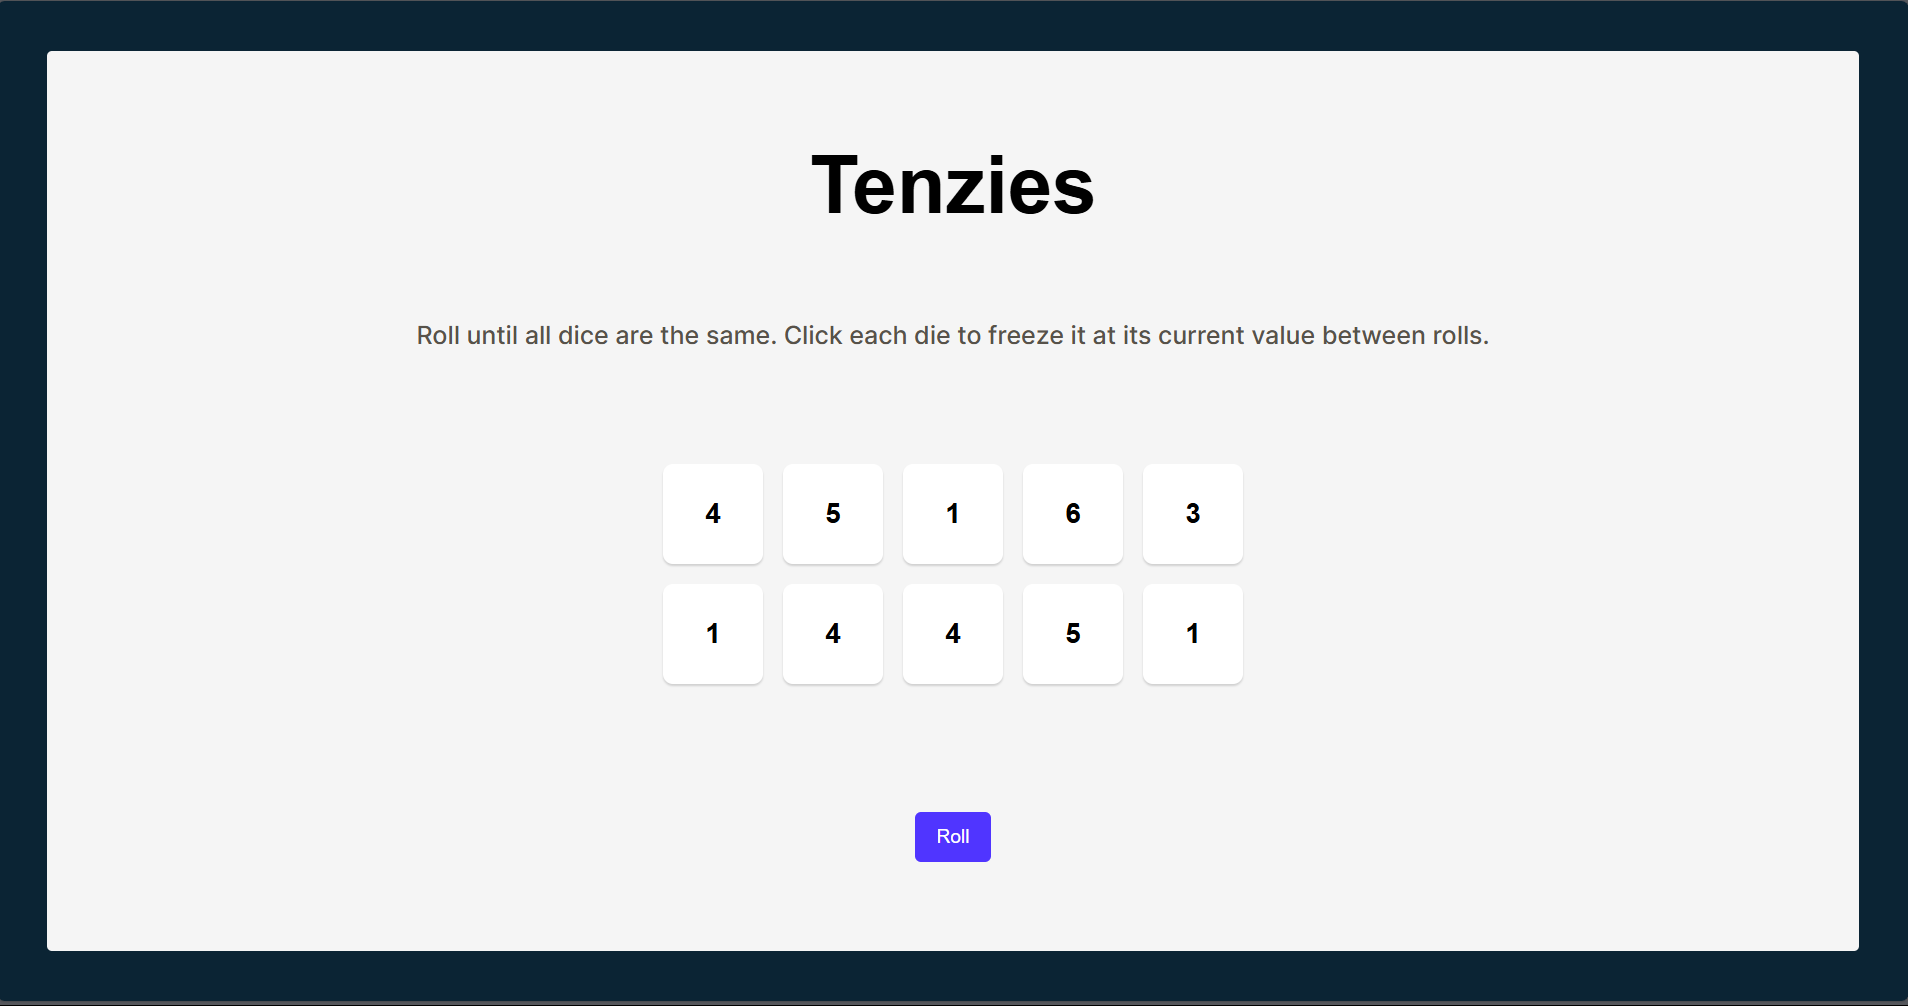 Tenzies
Roll until all dice are the same. Click each die to freeze it at its current value between rolls.
4 5 1 6 3
1 4 4 5 1
Roll